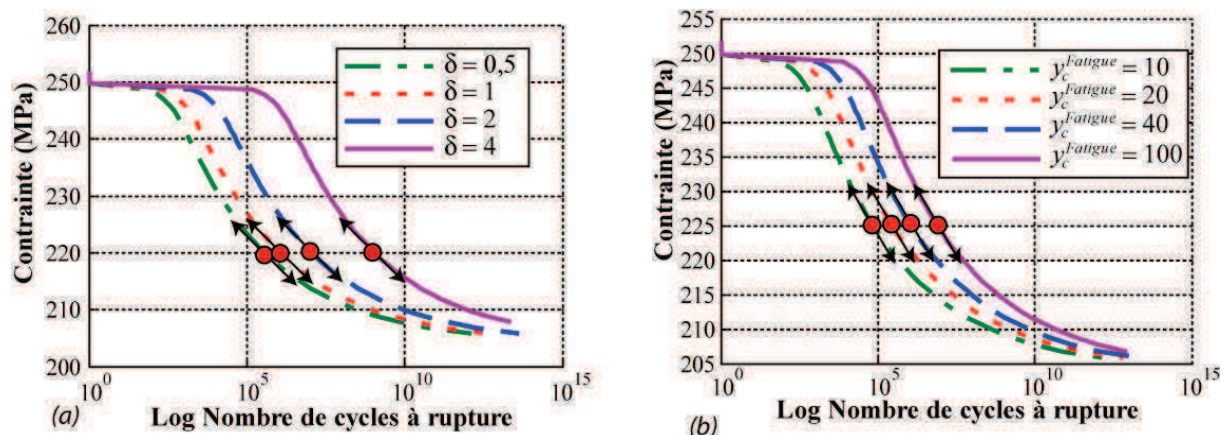 260
250
240
230
220
210
200
Contrainte (MPa)
δ = 0,5
δ = 1
δ = 2
δ = 4
10^0
10^5
10^10
10^15
(a)
Log Nombre de cycles à rupture
255
250
245
240
235
230
225
220
215
210
205
Contrainte (MPa)
y_c^Fatigue = 10
y_c^Fatigue = 20
y_c^Fatigue = 40
y_c^Fatigue = 100
10^0
10^5
10^10
10^15
(b)
Log Nombre de cycles à rupture